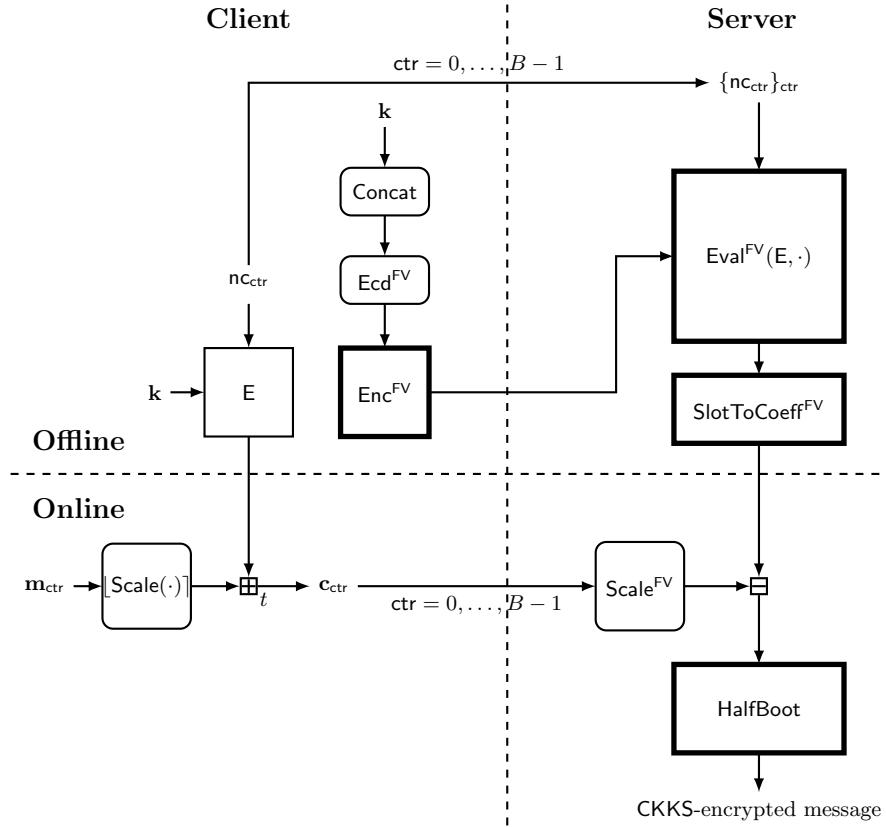 Client
Server
ctr = 0, . . . , B − 1
{nc_ctr}_ctr
k
Concat
Ecd^FV
Eval^FV(E, ·)
nc_ctr
k
E
Enc^FV
SlotToCoeff^FV
Offline
Online
m_ctr
⌊Scale(·)⌉
t
c_ctr
ctr = 0, . . . , B − 1
Scale^FV
HalfBoot
CKKS-encrypted message